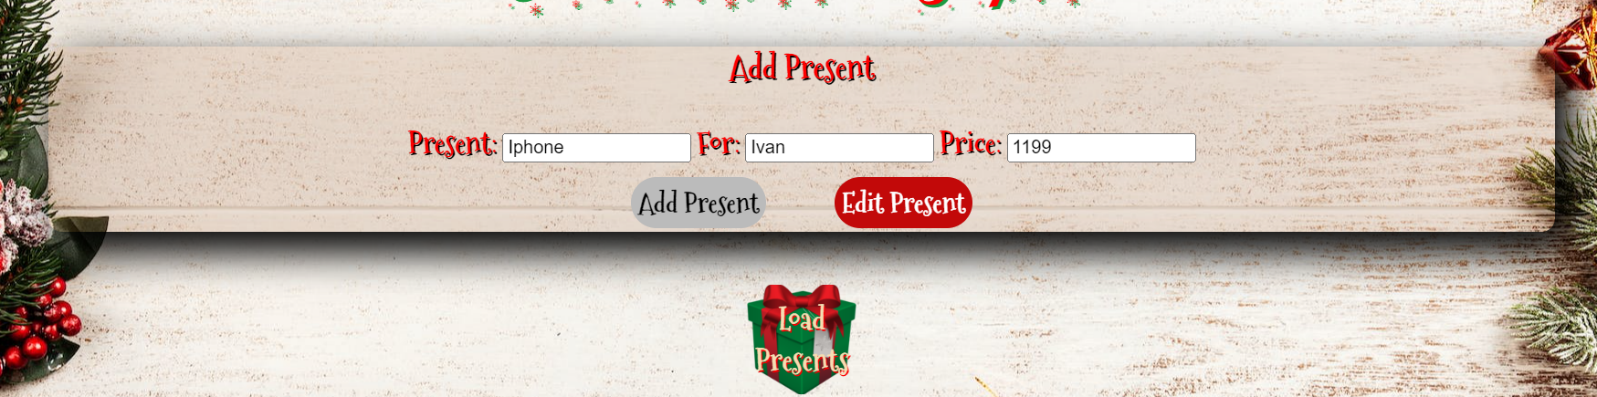 Add Present
Present: Iphone For: Ivan Price: 1199
Add Present Edit Present
Load
Presents